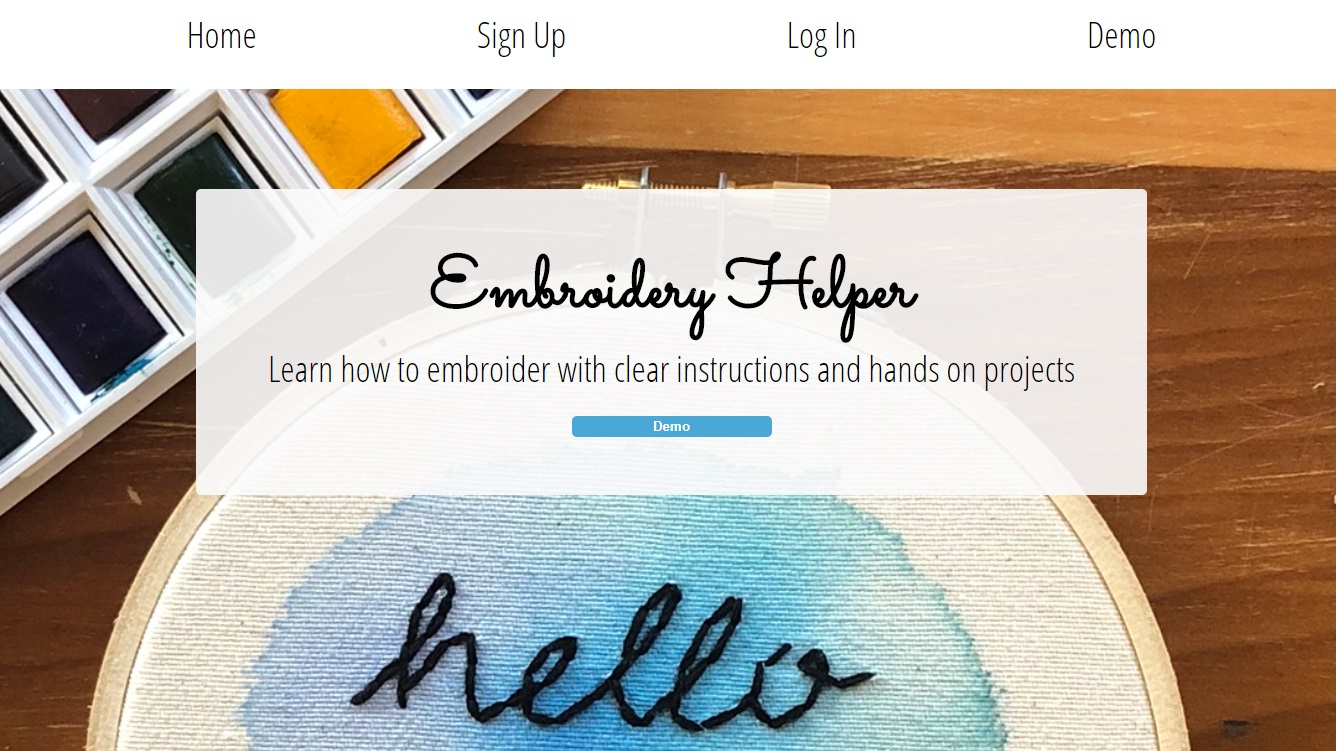 Home Sign Up Log In Demo
Embroidery Helper
Learn how to embroider with clear instructions and hands on projects
Demo
hello